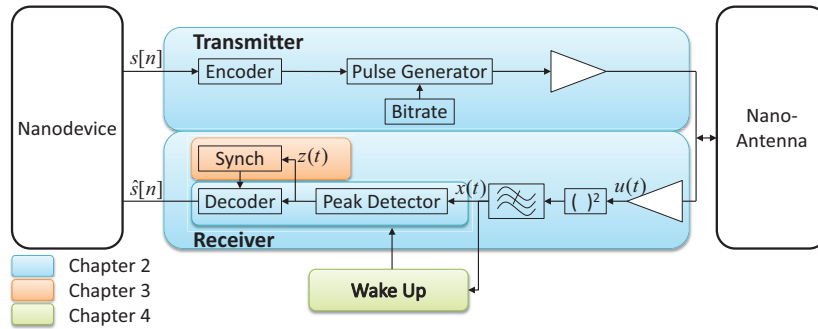 Transmitter
s[n]
Encoder
Pulse Generator
Bitrate
Nanodevice
Nano-
Antenna
Synch
z(t)
ŝ[n]
Decoder
Peak Detector
x(t)
( )²
u(t)
Receiver
Wake Up
Chapter 2
Chapter 3
Chapter 4